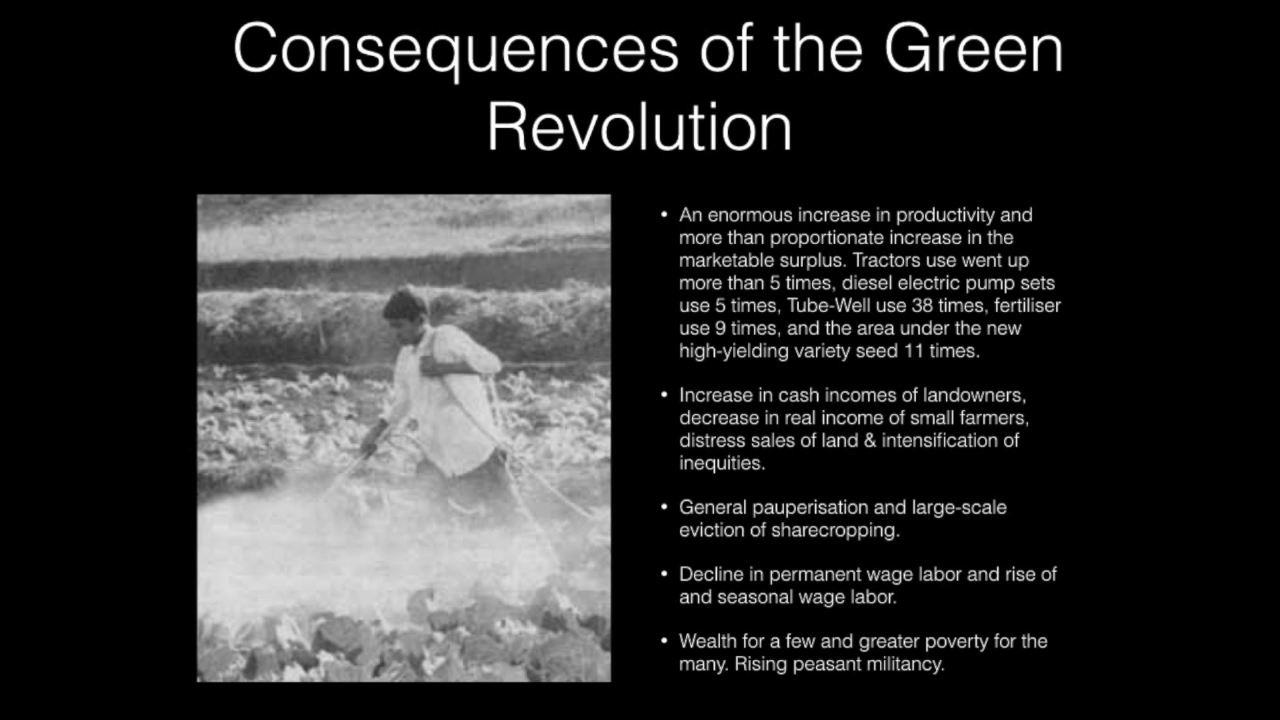 Consequences of the Green
Revolution
• An enormous increase in productivity and
more than proportionate increase in the
marketable surplus. Tractors use went up
more than 5 times, diesel electric pump sets
use 5 times, Tube-Well use 38 times, fertiliser
use 9 times, and the area under the new
high-yielding variety seed 11 times.
• Increase in cash incomes of landowners,
decrease in real income of small farmers,
distress sales of land & intensification of
inequities.
• General pauperisation and large-scale
eviction of sharecropping.
• Decline in permanent wage labor and rise of
and seasonal wage labor.
• Wealth for a few and greater poverty for the
many. Rising peasant militancy.